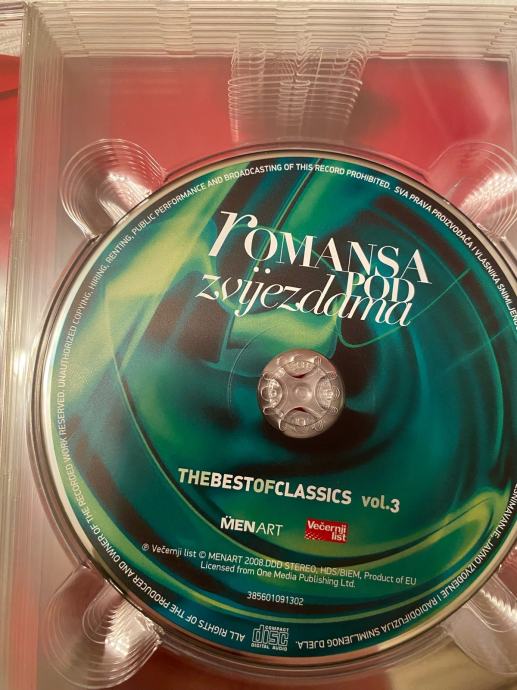 rOMANSA
POD
zvijezdama
THEBESTOFCLASSICS vol.3
MENART
Večernji
list
℗ Večernji list © MENART 2008.DDD STEREO, HDS/BIEM, Product of EU
Licensed from One Media Publishing Ltd.
385601091302
COMPACT
disc
DIGITAL AUDIO
ALL RIGHTS OF THE PRODUCER AND OWNER OF THE RECORDED WORK RESERVED. UNAUTHORIZED COPYING, HIRING, RENTING, PUBLIC PERFORMANCE AND BROADCASTING OF THIS RECORD PROHIBITED. SVA PRAVA PROIZVOĐAČA I VLASNIKA SNIMLJENOG
SNIMAVANJE, JAVNO IZVOĐENJE I RADIODIFUZIJA SNIMLJENOG DJELA.